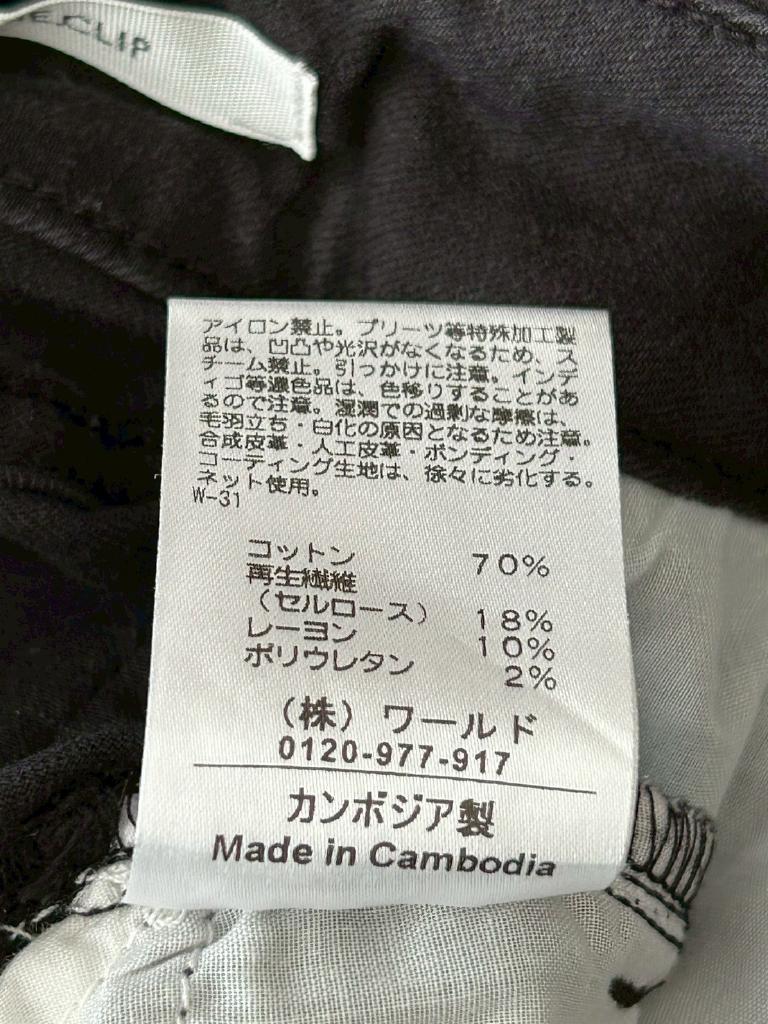 CLIP
アイロン禁止。プリーツ等特殊加工製
品は、凹凸や光沢がなくなるため、ス
チーム禁止。引っかけに注意。インデ
ィゴ等濃色品は、色移りすることがあ
るので注意。湿潤での過剰な摩擦は、
毛羽立ち・白化の原因となるため注意。
合成皮革・人工皮革・ボンディング・
コーティング生地は、徐々に劣化する。
ネット使用。
W-31
コットン 70%
再生繊維
（セルロース） 18%
レーヨン 10%
ポリウレタン 2%
（株）ワールド
0120-977-917
カンボジア製
Made in Cambodia